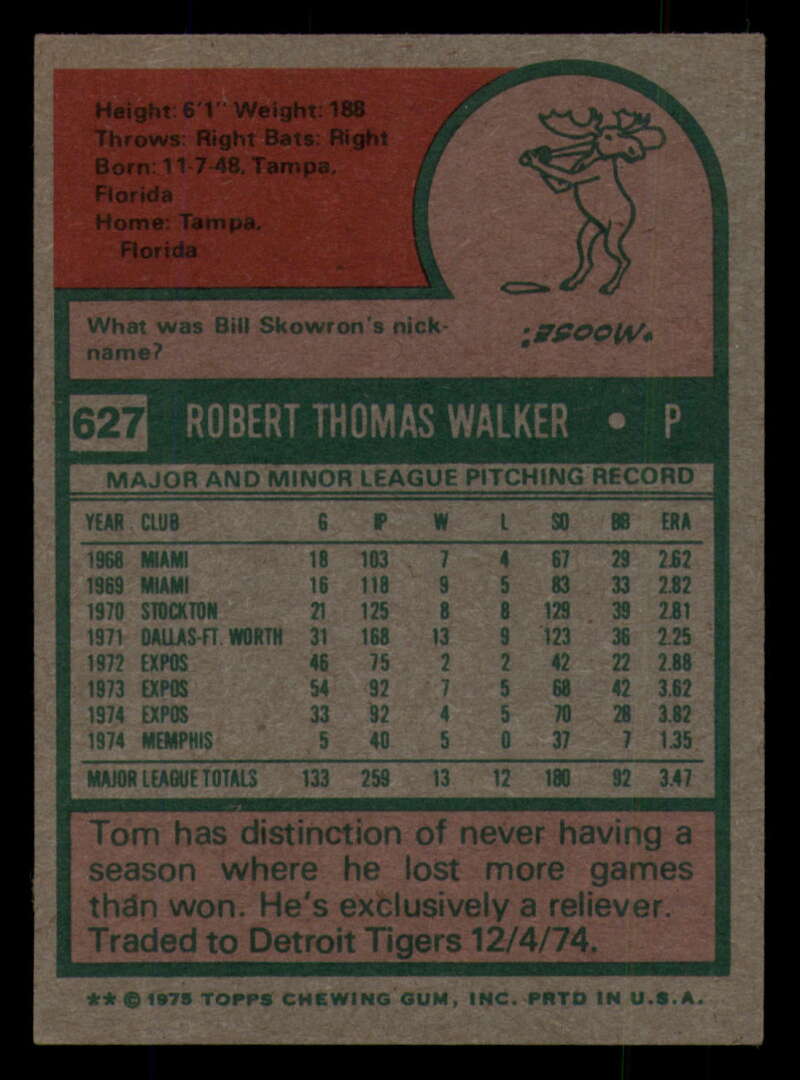 Height: 6'1" Weight: 188
Throws: Right Bats: Right
Born: 11-7-48, Tampa,
Florida
Home: Tampa,
Florida
What was Bill Skowron's nick-
name?
"MOOSE."
627 ROBERT THOMAS WALKER • P
MAJOR AND MINOR LEAGUE PITCHING RECORD
YEAR CLUB G IP W L SO BB ERA
1968 MIAMI 18 103 7 4 67 29 2.62
1969 MIAMI 16 118 9 5 83 33 2.82
1970 STOCKTON 21 125 8 8 129 39 2.81
1971 DALLAS-FT. WORTH 31 168 13 9 123 36 2.25
1972 EXPOS 46 75 2 2 42 22 2.88
1973 EXPOS 54 92 7 5 68 42 3.62
1974 EXPOS 33 92 4 5 70 28 3.82
1974 MEMPHIS 5 40 5 0 37 7 1.35
MAJOR LEAGUE TOTALS 133 259 13 12 180 92 3.47
Tom has distinction of never having a
season where he lost more games
than won. He's exclusively a reliever.
Traded to Detroit Tigers 12/4/74.
** © 1975 TOPPS CHEWING GUM, INC. PRTD IN U.S.A.